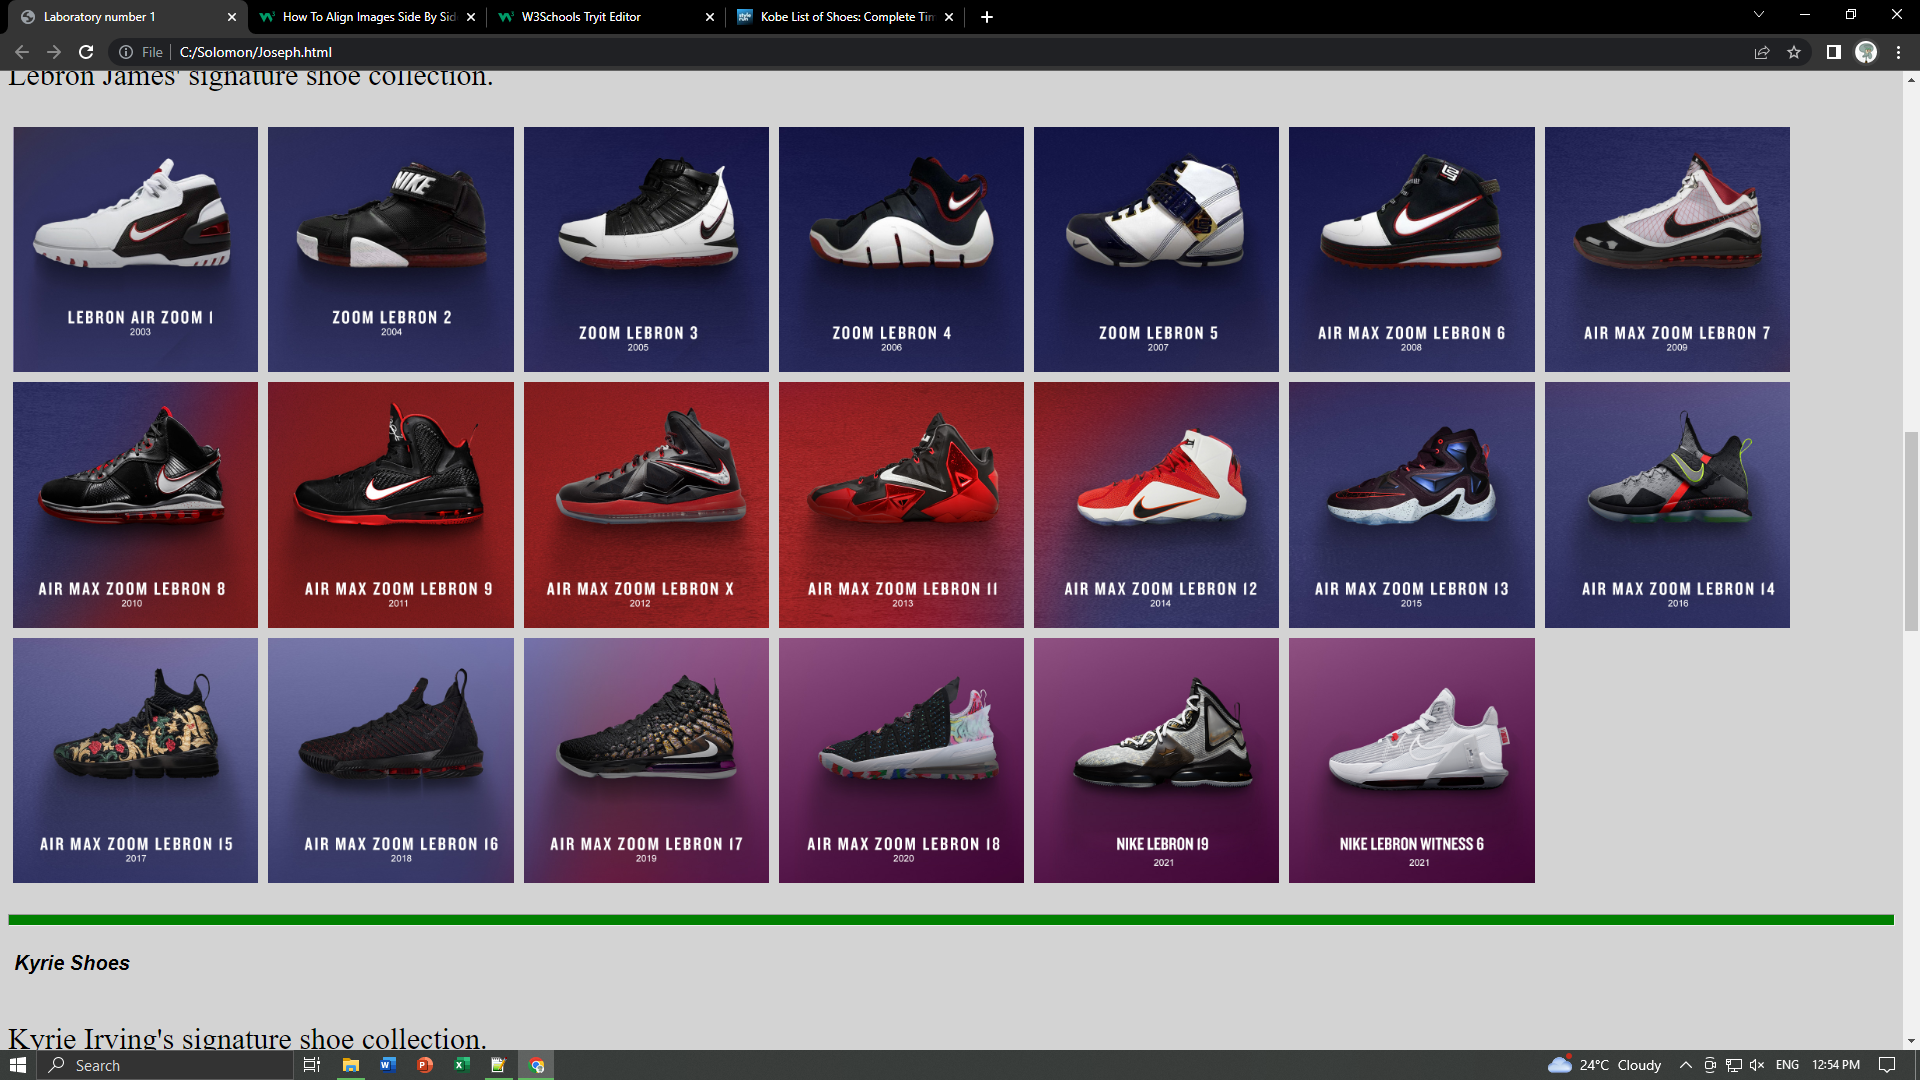 Laboratory number 1
How To Align Images Side By Sid
W3Schools Tryit Editor
Kobe List of Shoes: Complete Tim
File
C:/Solomon/Joseph.html
Lebron James' signature shoe collection.
NIKE
LEBRON AIR ZOOM 1
2003
ZOOM LEBRON 2
2004
ZOOM LEBRON 3
2005
ZOOM LEBRON 4
2006
ZOOM LEBRON 5
2007
AIR MAX ZOOM LEBRON 6
2008
AIR MAX ZOOM LEBRON 7
2009
AIR MAX ZOOM LEBRON 8
2010
AIR MAX ZOOM LEBRON 9
2011
AIR MAX ZOOM LEBRON X
2012
AIR MAX ZOOM LEBRON 11
2013
AIR MAX ZOOM LEBRON 12
2014
AIR MAX ZOOM LEBRON 13
2015
AIR MAX ZOOM LEBRON 14
2016
AIR MAX ZOOM LEBRON 15
2017
AIR MAX ZOOM LEBRON 16
2018
AIR MAX ZOOM LEBRON 17
2019
AIR MAX ZOOM LEBRON 18
2020
NIKE LEBRON 19
2021
NIKE LEBRON WITNESS 6
2021
Kyrie Shoes
Kyrie Irving's signature shoe collection.
Search
24°C Cloudy
ENG
12:54 PM